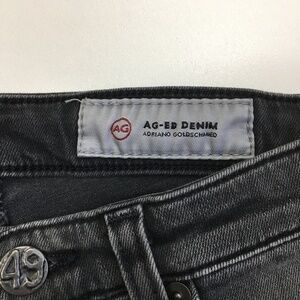 AG
AG-ED DENIM
ADRIANO GOLDSCHMIED
49